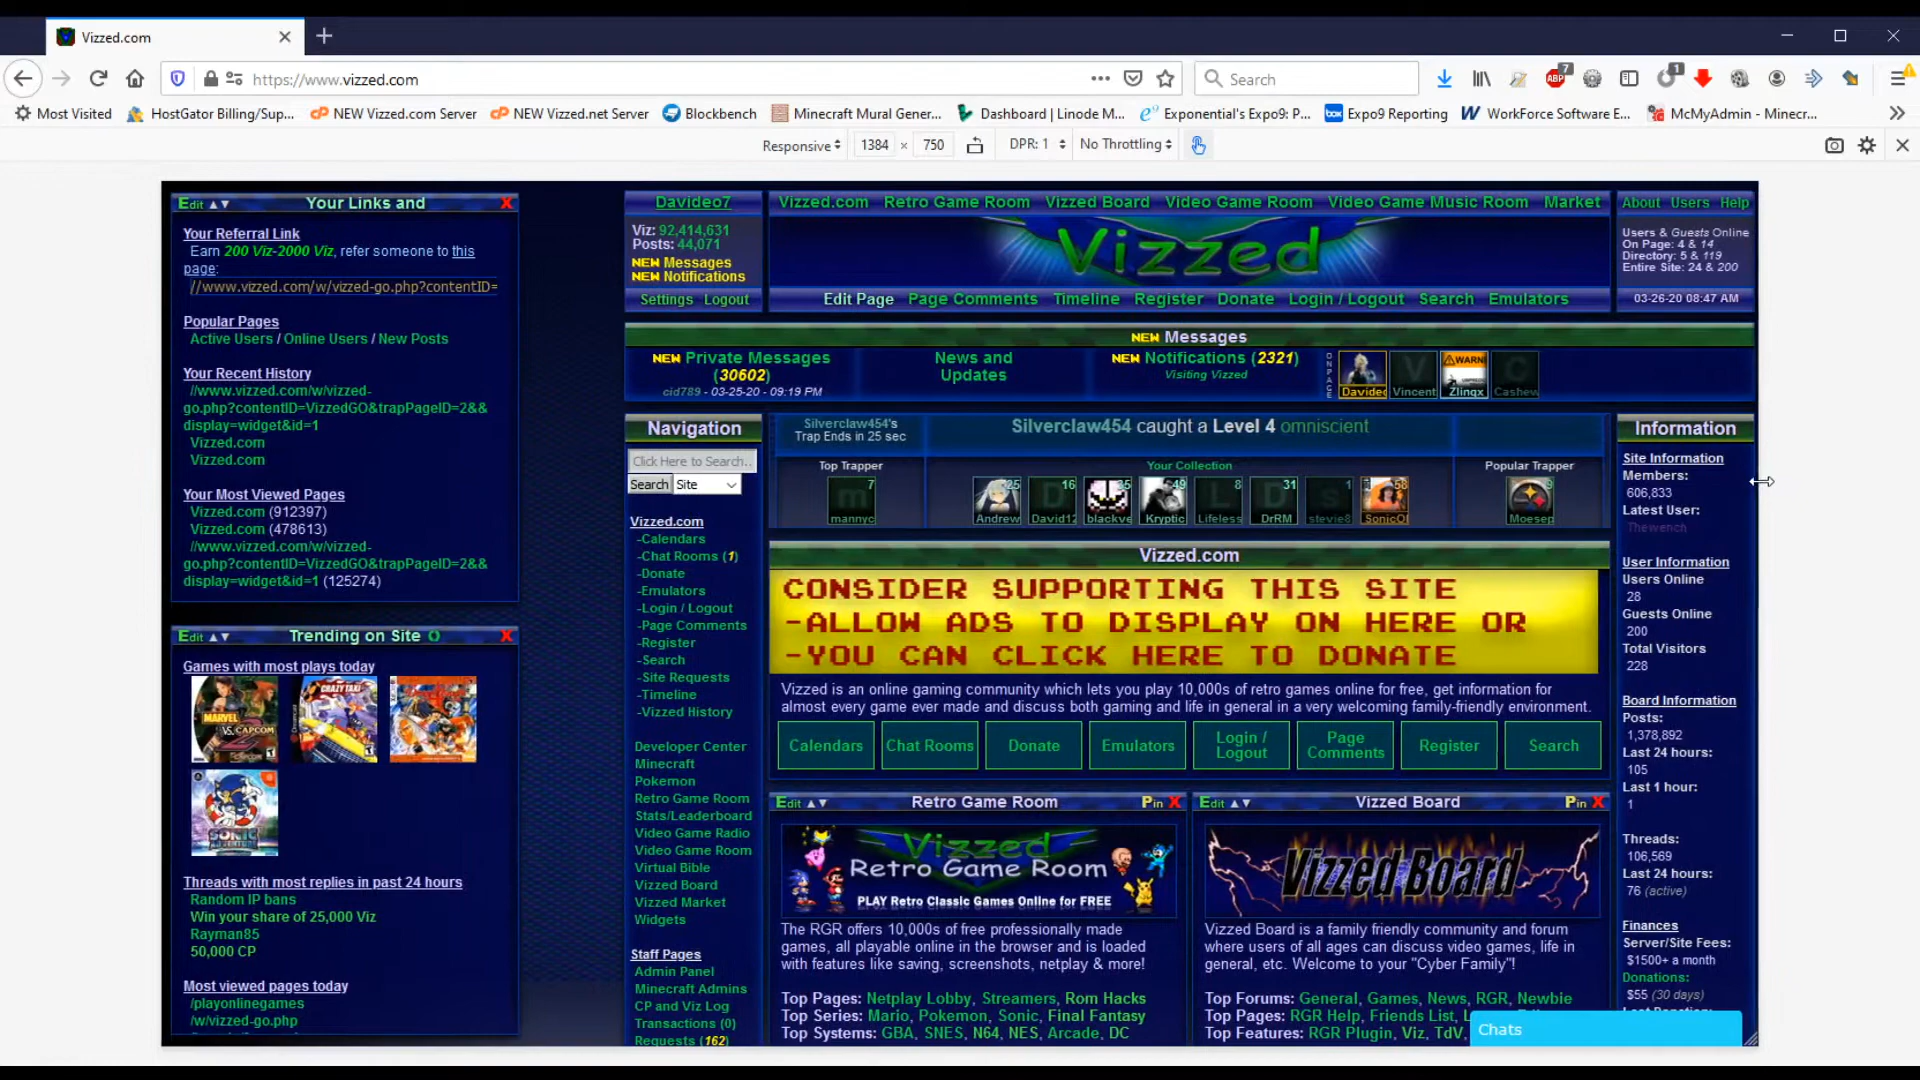 Vizzed.com
https://www.vizzed.com
Search
7
1
Most Visited
HostGator Billing/Sup...
NEW Vizzed.com Server
NEW Vizzed.net Server
Blockbench
Minecraft Mural Gener...
Dashboard | Linode M...
Exponential's Expo9: P...
Expo9 Reporting
WorkForce Software E...
McMyAdmin - Minecr...
Responsive
1384 × 750
DPR: 1
No Throttling
Edit ▲▼ Your Links and X
Your Referral Link
Earn 200 Viz-2000 Viz, refer someone to this
page:
//www.vizzed.com/w/vizzed-go.php?contentID=
Popular Pages
Active Users / Online Users / New Posts
Your Recent History
//www.vizzed.com/w/vizzed-
go.php?contentID=VizzedGO&trapPageID=2&&
display=widget&id=1
Vizzed.com
Vizzed.com
Your Most Viewed Pages
Vizzed.com (912397)
Vizzed.com (478613)
//www.vizzed.com/w/vizzed-
go.php?contentID=VizzedGO&trapPageID=2&&
display=widget&id=1 (125274)
Edit ▲▼ Trending on Site X
Games with most plays today
MARVEL VS. CAPCOM 2
CRAZY TAXI
SONIC
Threads with most replies in past 24 hours
Random IP bans
Win your share of 25,000 Viz
Rayman85
50,000 CP
Most viewed pages today
/playonlinegames
/w/vizzed-go.php
Davideo7
Viz: 92,414,631
Posts: 44,071
NEW Messages
NEW Notifications
Settings Logout
Vizzed.com Retro Game Room Vizzed Board Video Game Room Video Game Music Room Market
Vizzed
Edit Page Page Comments Timeline Register Donate Login / Logout Search Emulators
About Users Help
Users & Guests Online
On Page: 4 & 14
Directory: 5 & 119
Entire Site: 24 & 200
03-26-20 08:47 AM
NEW Messages
NEW Private Messages
(30602)
cid789 - 03-25-20 - 09:19 PM
News and
Updates
NEW Notifications (2321)
Visiting Vizzed
ONPAGE
Davideo
Vincent
WARNI
Zlinqx
Cashew
Navigation
Click Here to Search..
Search Site
Vizzed.com
-Calendars
-Chat Rooms (1)
-Donate
-Emulators
-Login / Logout
-Page Comments
-Register
-Search
-Site Requests
-Timeline
-Vizzed History
Developer Center
Minecraft
Pokemon
Retro Game Room
Stats/Leaderboard
Video Game Radio
Video Game Room
Virtual Bible
Vizzed Board
Vizzed Market
Widgets
Staff Pages
Admin Panel
Minecraft Admins
CP and Viz Log
Transactions (0)
Requests (162)
Silverclaw454's
Trap Ends in 25 sec
Silverclaw454 caught a Level 4 omniscient
Top Trapper
m 7
mannyc
Your Collection
25 Andrew
D 16 David12
35 blackve
49 Kryptic
L 8 Lifeless
D 31 DrRM
s 1 stevie8
58 SonicOl
Popular Trapper
9
Moesep
Vizzed.com
CONSIDER SUPPORTING THIS SITE
-ALLOW ADS TO DISPLAY ON HERE OR
-YOU CAN CLICK HERE TO DONATE
Vizzed is an online gaming community which lets you play 10,000s of retro games online for free, get information for
almost every game ever made and discuss both gaming and life in general in a very welcoming family-friendly environment.
Calendars
Chat Rooms
Donate
Emulators
Login /
Logout
Page
Comments
Register
Search
Edit ▲▼ Retro Game Room Pin X
Vizzed
Retro Game Room
PLAY Retro Classic Games Online for FREE
The RGR offers 10,000s of free professionally made
games, all playable online in the browser and is loaded
with features like saving, screenshots, netplay & more!
Top Pages: Netplay Lobby, Streamers, Rom Hacks
Top Series: Mario, Pokemon, Sonic, Final Fantasy
Top Systems: GBA, SNES, N64, NES, Arcade, DC
Edit ▲▼ Vizzed Board Pin X
Vizzed Board
Vizzed Board is a family friendly community and forum
where users of all ages can discuss video games, life in
general, etc. Welcome to your "Cyber Family"!
Top Forums: General, Games, News, RGR, Newbie
Top Pages: RGR Help, Friends List, L
Top Features: RGR Plugin, Viz, TdV
Information
Site Information
Members:
606,833
Latest User:
Thewench
User Information
Users Online
28
Guests Online
200
Total Visitors
228
Board Information
Posts:
1,378,892
Last 24 hours:
105
Last 1 hour:
1
Threads:
106,569
Last 24 hours:
76 (active)
Finances
Server/Site Fees:
$1500+ a month
Donations:
$55 (30 days)
Chats